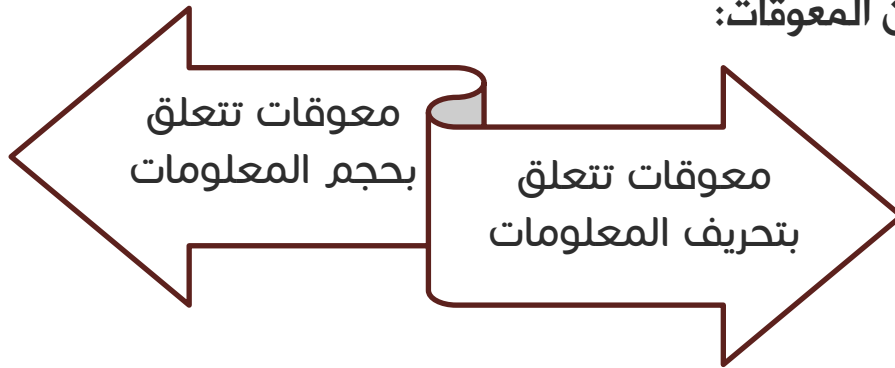 المعوقات:
معوقات تتعلق
بتحريف المعلومات
معوقات تتعلق
بحجم المعلومات